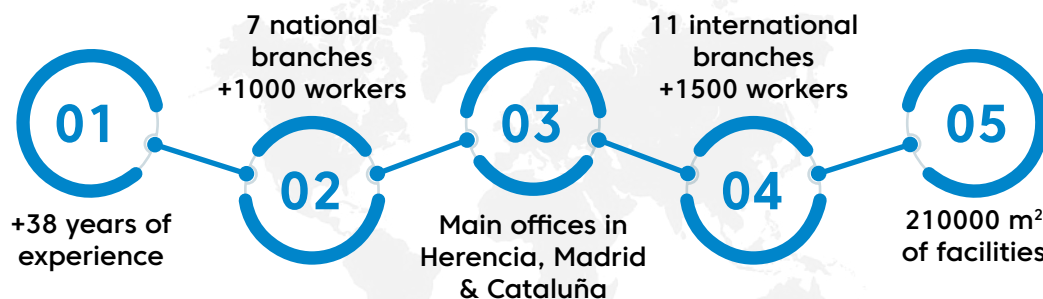 01
+38 years of
experience
7 national
branches
+1000 workers
02
03
Main offices in
Herencia, Madrid
& Cataluña
11 international
branches
+1500 workers
04
05
210000 m²
of facilities